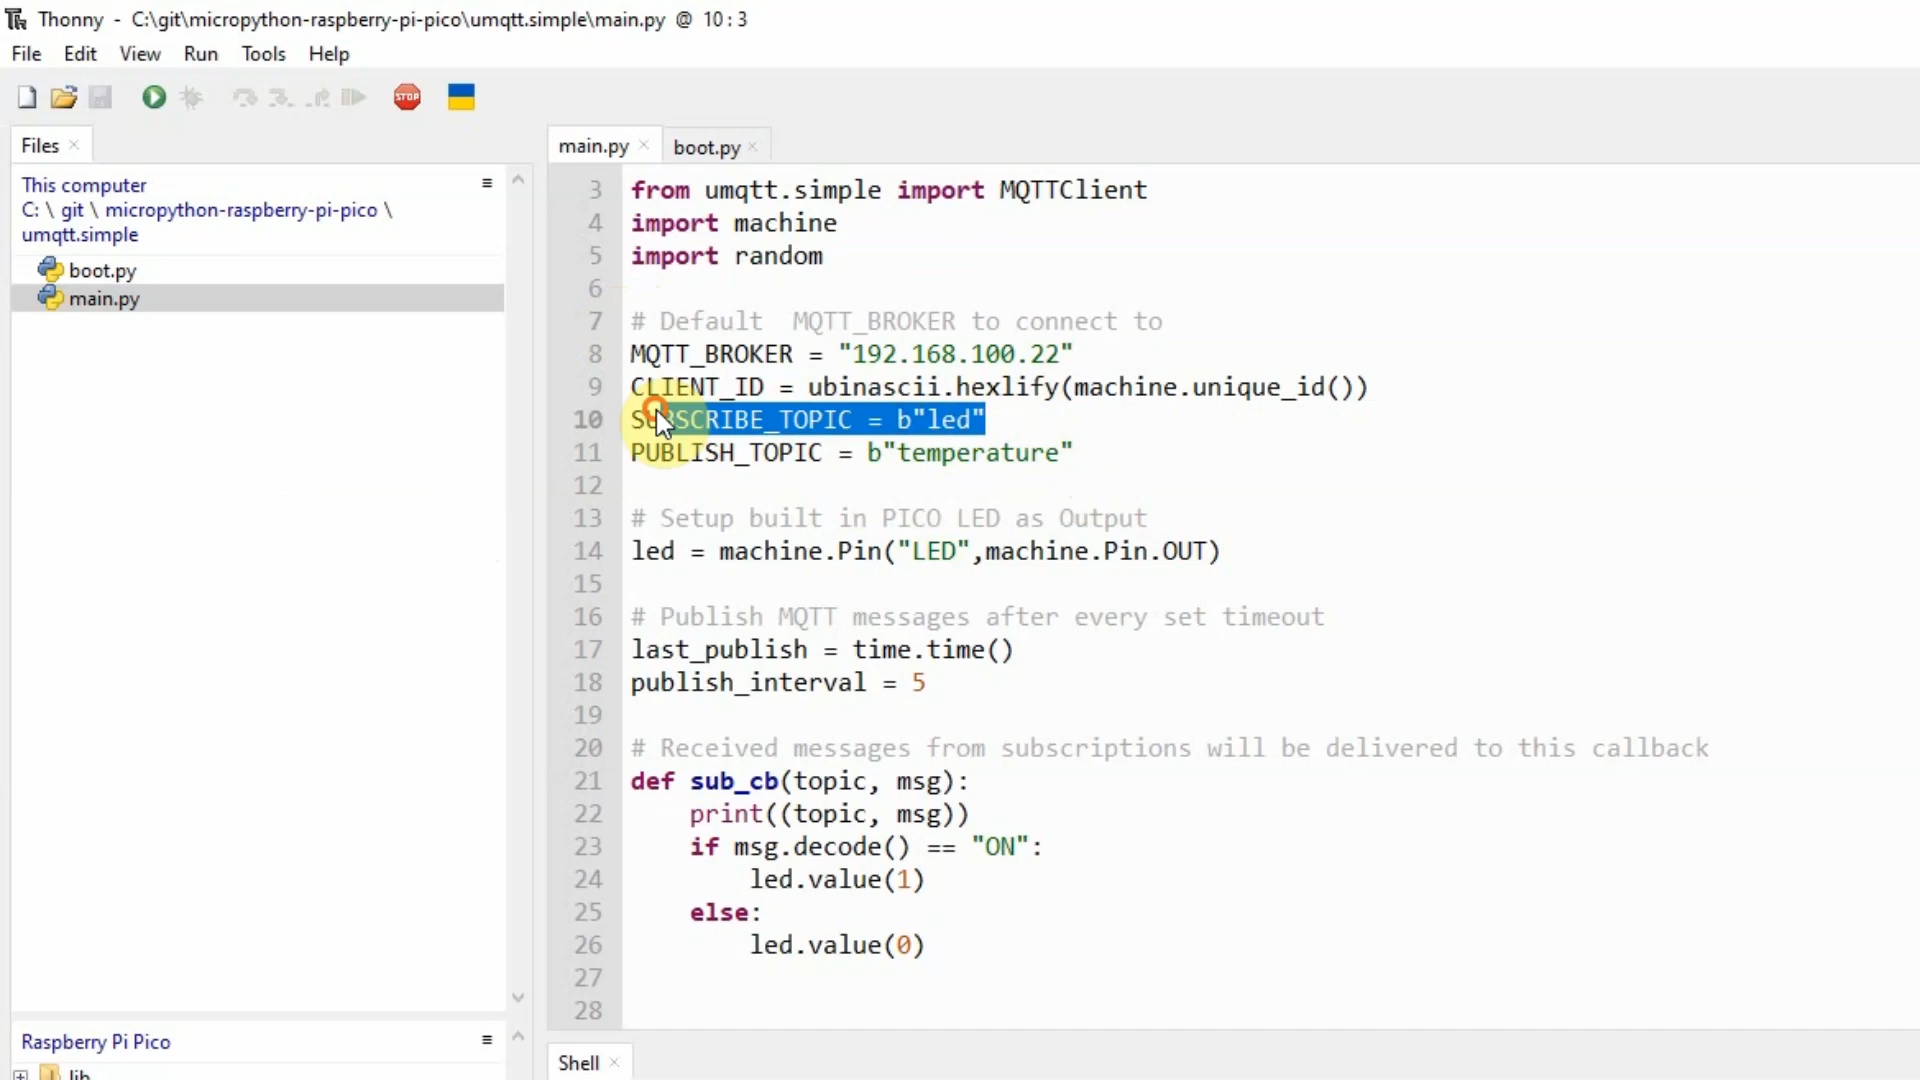 Thonny - C:\git\micropython-raspberry-pi-pico\umqtt.simple\main.py @ 10:3
File Edit View Run Tools Help
STOP
Files
main.py boot.py
This computer
C: \ git \ micropython-raspberry-pi-pico \
umqtt.simple
boot.py
main.py
3 from umqtt.simple import MQTTClient
4 import machine
5 import random
6
7 # Default  MQTT_BROKER to connect to
8 MQTT_BROKER = "192.168.100.22"
9 CLIENT_ID = ubinascii.hexlify(machine.unique_id())
10 SUBSCRIBE_TOPIC = b"led"
11 PUBLISH_TOPIC = b"temperature"
12
13 # Setup built in PICO LED as Output
14 led = machine.Pin("LED",machine.Pin.OUT)
15
16 # Publish MQTT messages after every set timeout
17 last_publish = time.time()
18 publish_interval = 5
19
20 # Received messages from subscriptions will be delivered to this callback
21 def sub_cb(topic, msg):
22     print((topic, msg))
23     if msg.decode() == "ON":
24         led.value(1)
25     else:
26         led.value(0)
27
28
Raspberry Pi Pico
lib
Shell